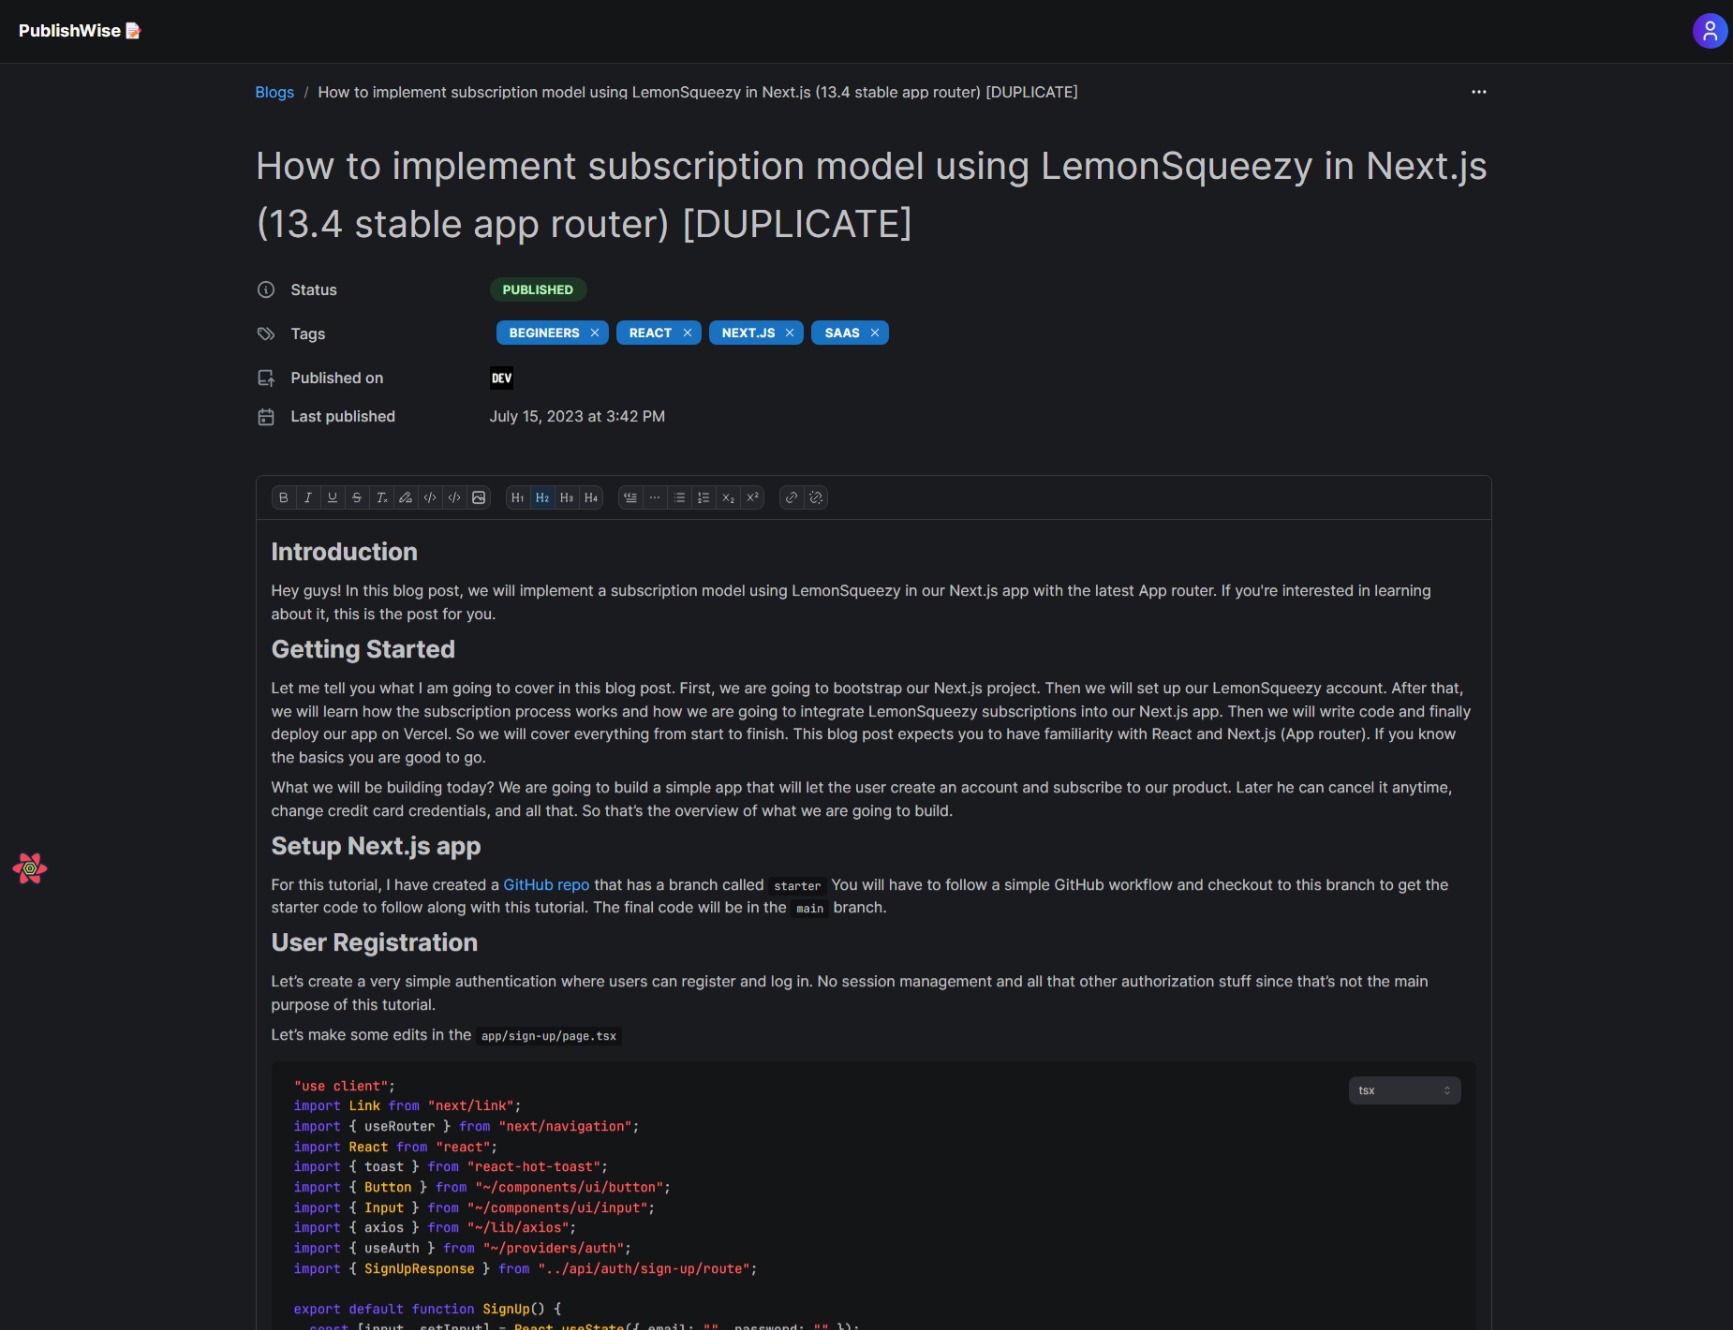 PublishWise
Blogs / How to implement subscription model using LemonSqueezy in Next.js (13.4 stable app router) [DUPLICATE]
How to implement subscription model using LemonSqueezy in Next.js
(13.4 stable app router) [DUPLICATE]
Status PUBLISHED
Tags BEGINEERS REACT NEXT.JS SAAS
Published on DEV
Last published July 15, 2023 at 3:42 PM
B I U S Tx </> </> H1 H2 H3 H4 X2 X2
Introduction
Hey guys! In this blog post, we will implement a subscription model using LemonSqueezy in our Next.js app with the latest App router. If you're interested in learning
about it, this is the post for you.
Getting Started
Let me tell you what I am going to cover in this blog post. First, we are going to bootstrap our Next.js project. Then we will set up our LemonSqueezy account. After that,
we will learn how the subscription process works and how we are going to integrate LemonSqueezy subscriptions into our Next.js app. Then we will write code and finally
deploy our app on Vercel. So we will cover everything from start to finish. This blog post expects you to have familiarity with React and Next.js (App router). If you know
the basics you are good to go.
What we will be building today? We are going to build a simple app that will let the user create an account and subscribe to our product. Later he can cancel it anytime,
change credit card credentials, and all that. So that’s the overview of what we are going to build.
Setup Next.js app
For this tutorial, I have created a GitHub repo that has a branch called starter You will have to follow a simple GitHub workflow and checkout to this branch to get the
starter code to follow along with this tutorial. The final code will be in the main branch.
User Registration
Let’s create a very simple authentication where users can register and log in. No session management and all that other authorization stuff since that’s not the main
purpose of this tutorial.
Let’s make some edits in the app/sign-up/page.tsx
tsx
"use client";
import Link from "next/link";
import { useRouter } from "next/navigation";
import React from "react";
import { toast } from "react-hot-toast";
import { Button } from "~/components/ui/button";
import { Input } from "~/components/ui/input";
import { axios } from "~/lib/axios";
import { useAuth } from "~/providers/auth";
import { SignUpResponse } from "../api/auth/sign-up/route";
export default function SignUp() {
const [input, setInput] = React.useState({ email: "", password: "" });